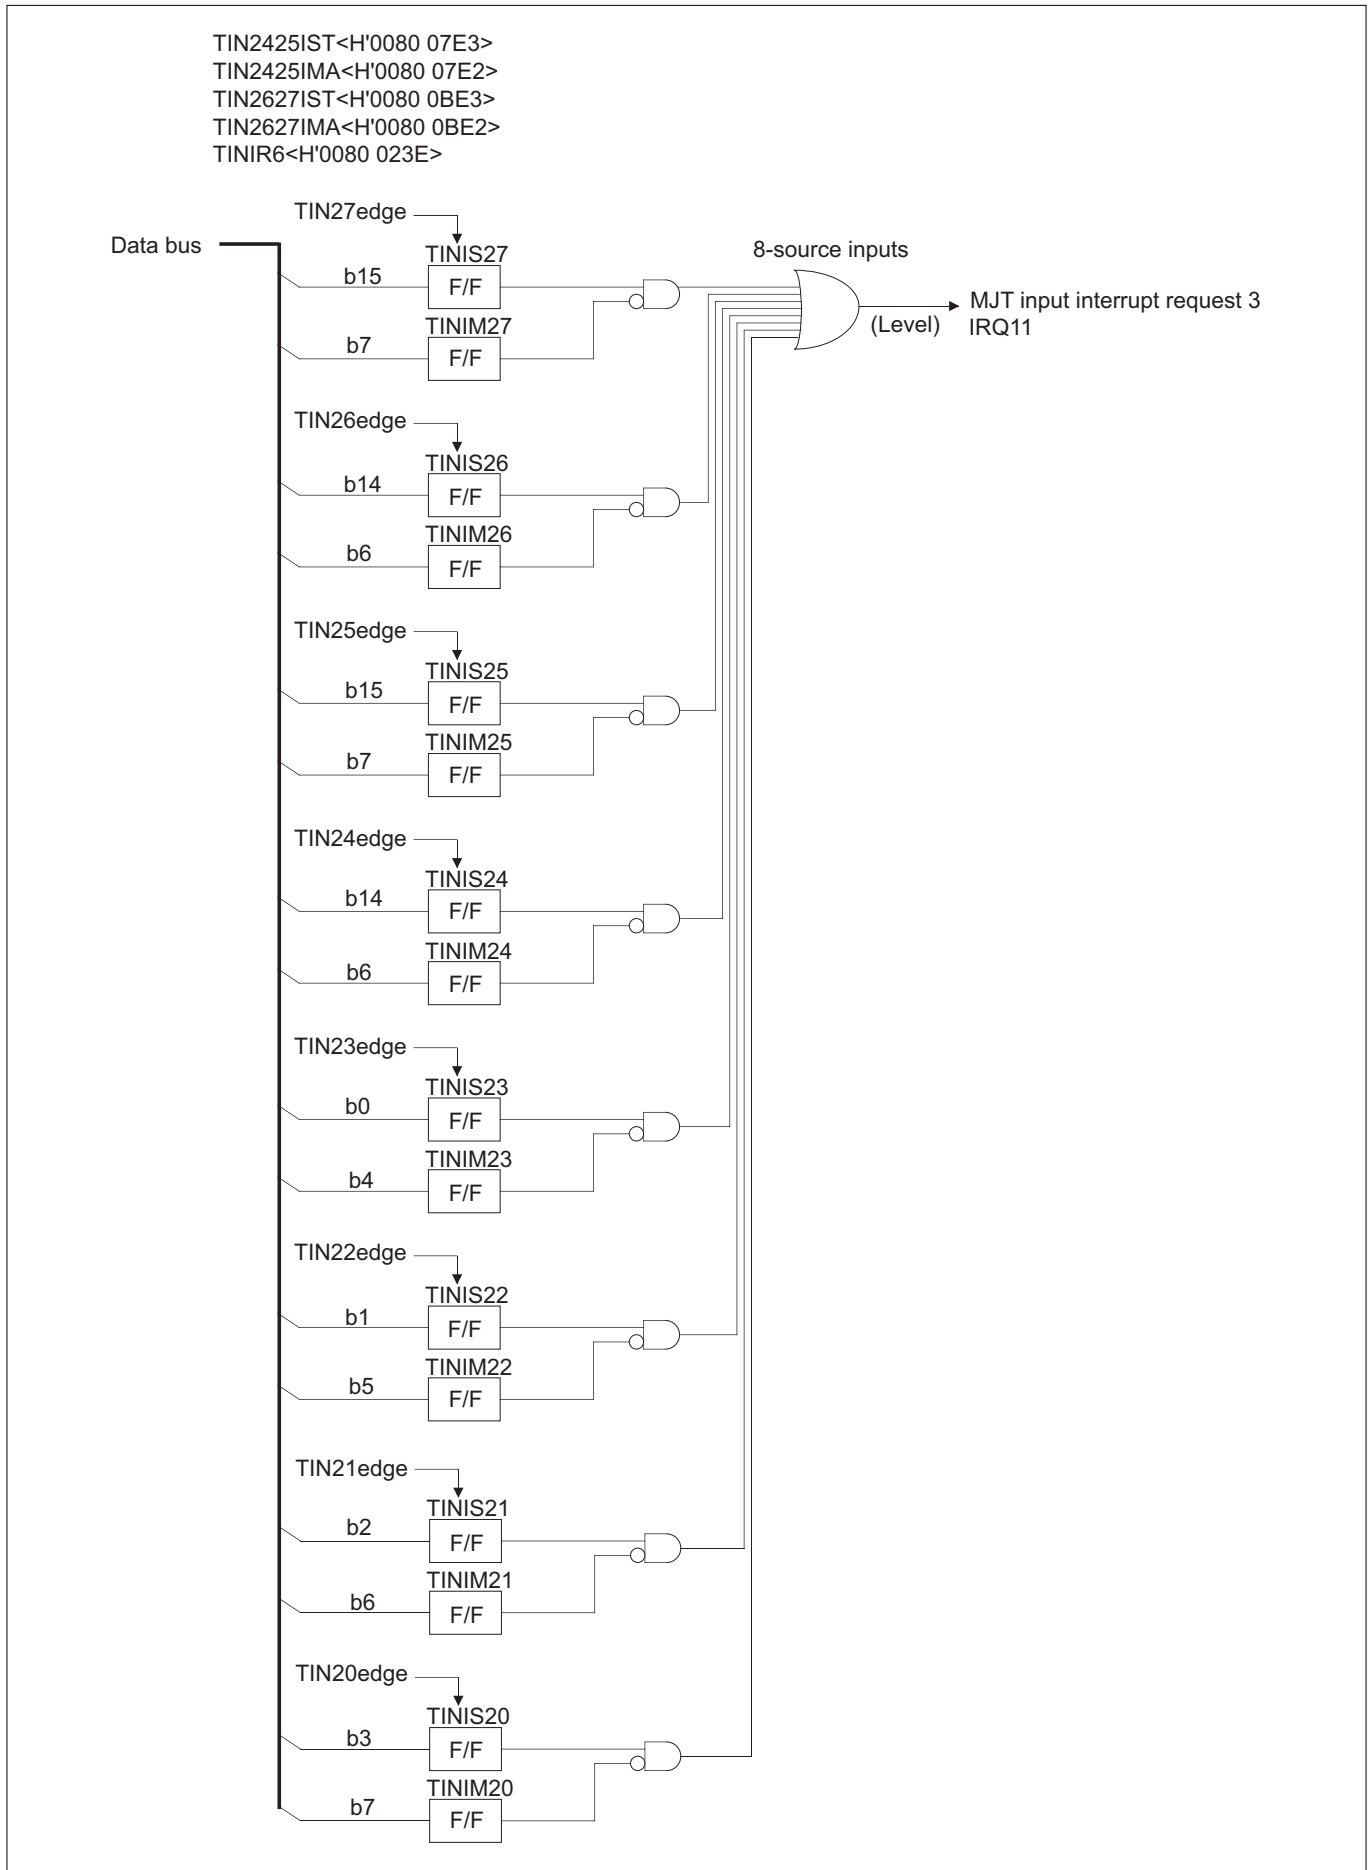 TIN2425IST<H'0080 07E3>
TIN2425IMA<H'0080 07E2>
TIN2627IST<H'0080 0BE3>
TIN2627IMA<H'0080 0BE2>
TINIR6<H'0080 023E>
TIN27edge
Data bus
TINIS27
8-source inputs
b15
F/F
MJT input interrupt request 3
(Level)
IRQ11
TINIM27
b7
F/F
TIN26edge
TINIS26
b14
F/F
TINIM26
b6
F/F
TIN25edge
TINIS25
b15
F/F
TINIM25
b7
F/F
TIN24edge
TINIS24
b14
F/F
TINIM24
b6
F/F
TIN23edge
TINIS23
b0
F/F
TINIM23
b4
F/F
TIN22edge
TINIS22
b1
F/F
TINIM22
b5
F/F
TIN21edge
TINIS21
b2
F/F
TINIM21
b6
F/F
TIN20edge
TINIS20
b3
F/F
TINIM20
b7
F/F